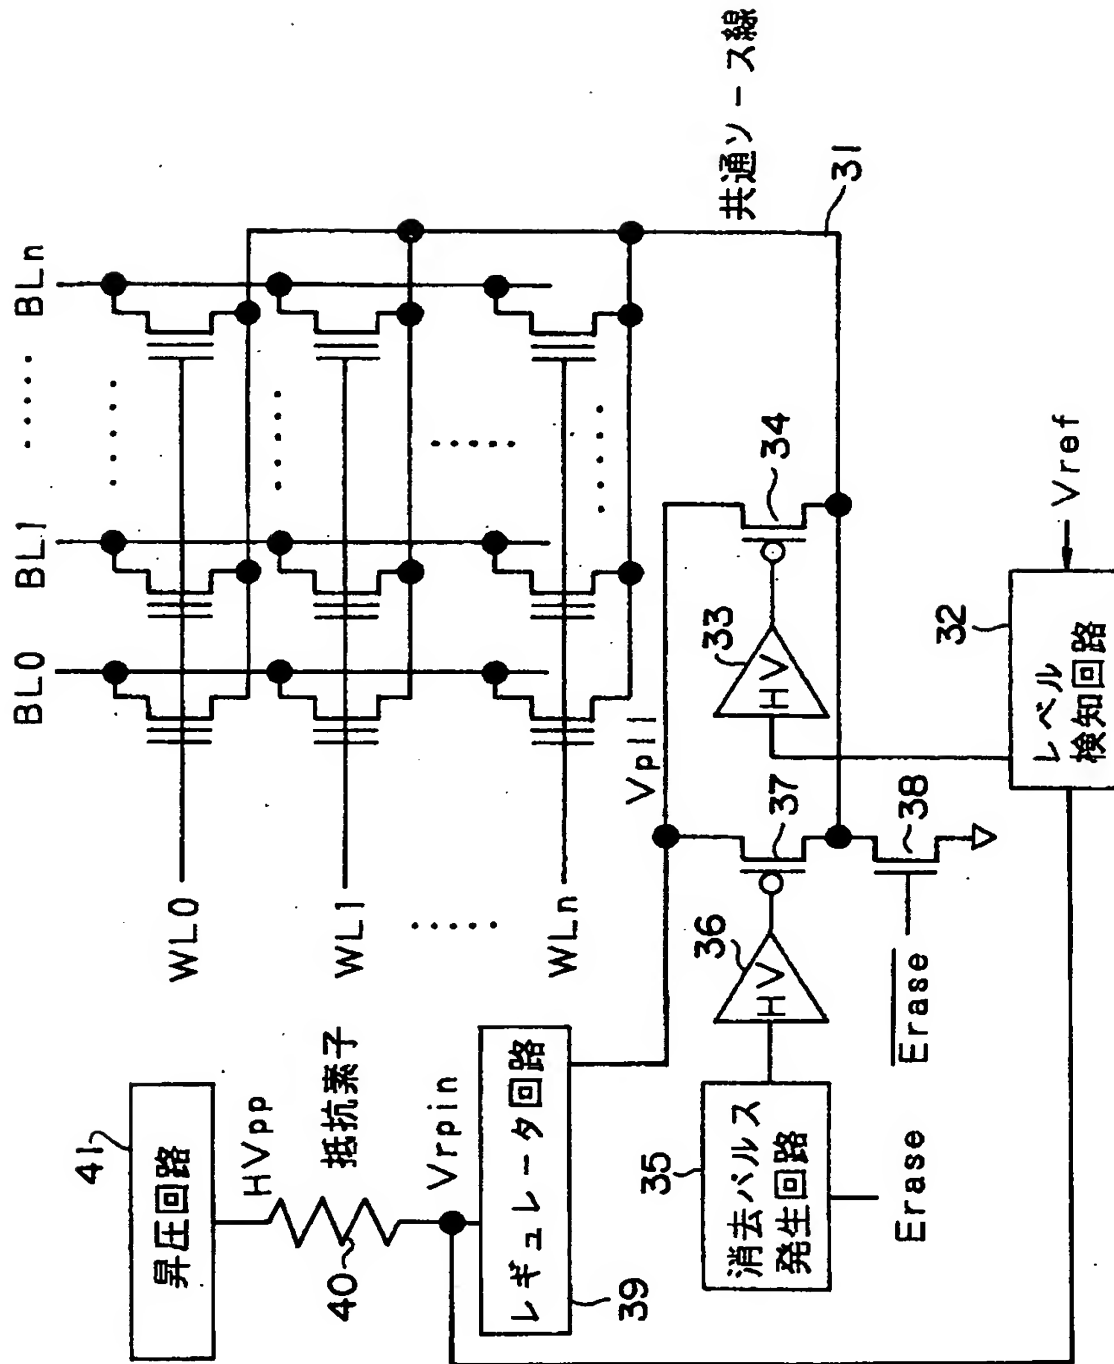 41
昇圧回路
HVpp
抵抗素子
40
Vrpin
レギュレータ回路
39
BL0
BL1
BLn
WL0
WL1
WLn
共通ソース線
31
Vpl1
35
消去パルス
発生回路
Erase
36
HV
37
38
Erase
33
HV
34
32
レベル
検知回路
Vref